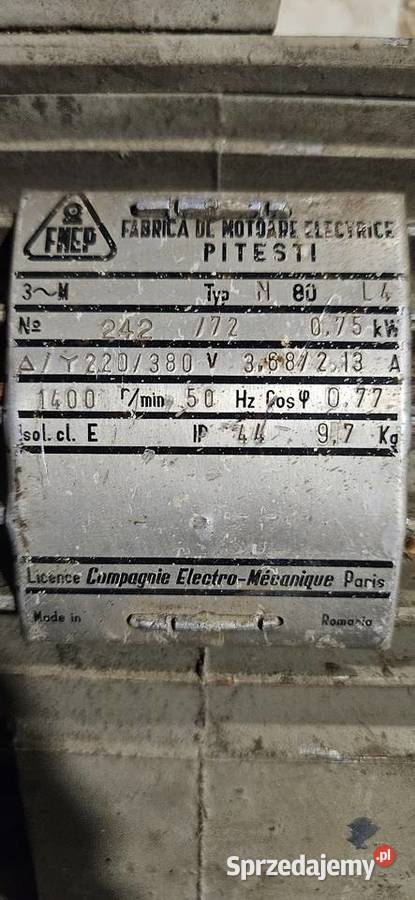 FMEP
FABRICA DE MOTOARE ELECTRICE
PITESTI
3~M Typ N 80 L4
No 242 /72 0.75 kW
Δ/Y 220/380 V 3,68/2,13 A
1400 r/min 50 Hz Cos φ 0,77
sol. cl. E IP 44 9,7 Kg
Licence Compagnie Electro-Mécanique Paris
Made in Romania
Sprzedajemy.pl